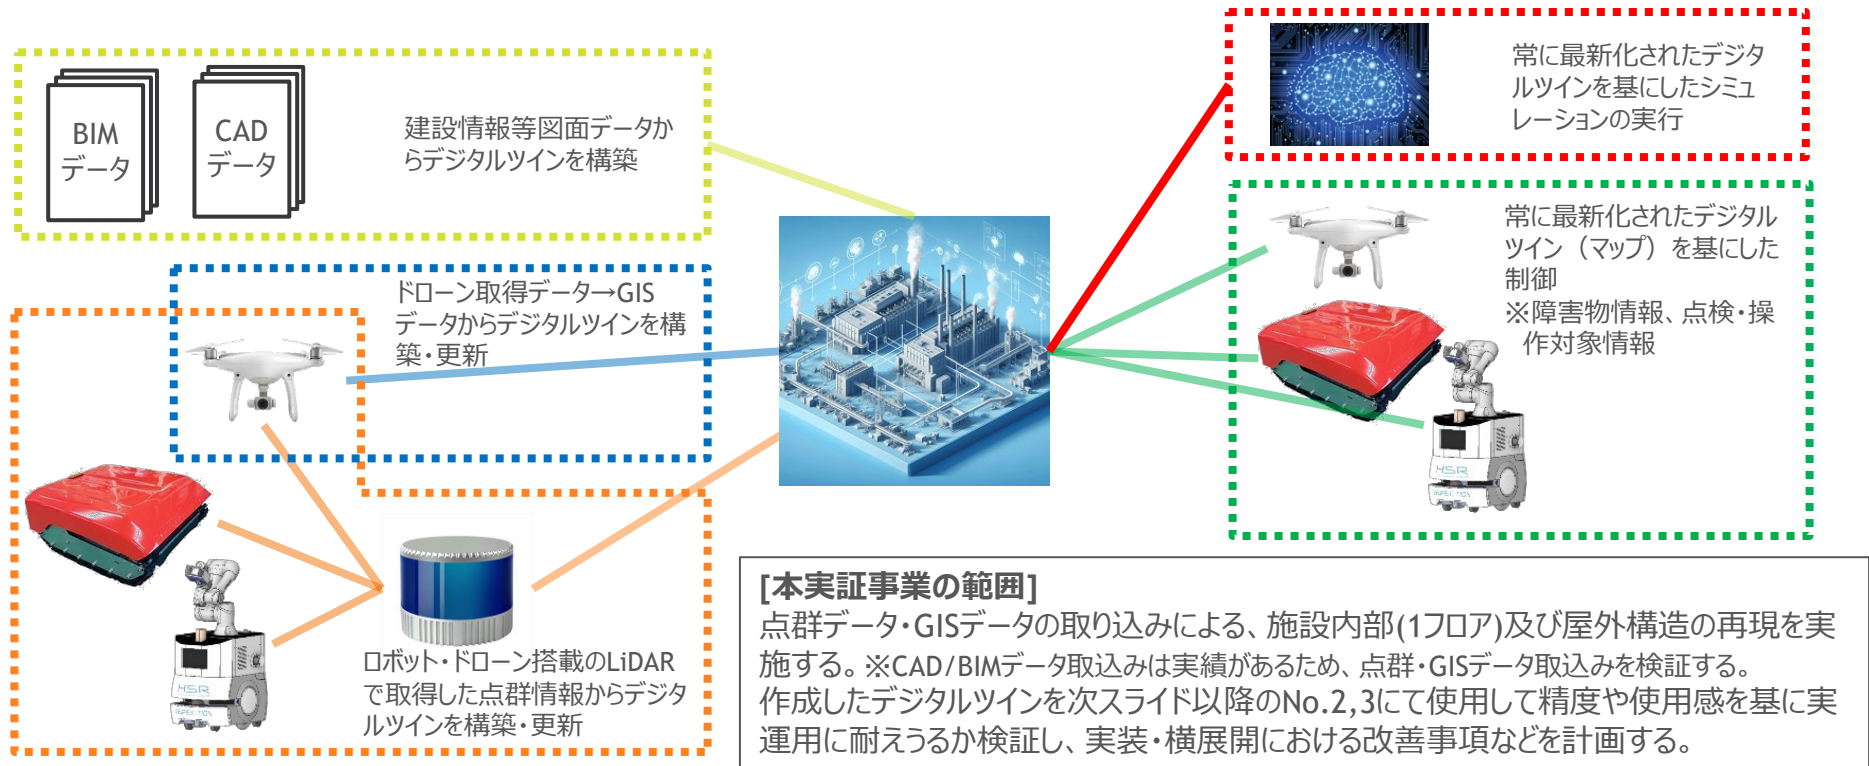 BIM
データ
CAD
データ
建設情報等図面データか
らデジタルツインを構築
ドローン取得データ→GIS
データからデジタルツインを構
築・更新
ロボット・ドローン搭載のLiDAR
で取得した点群情報からデジタ
ルツインを構築・更新
HSR
INSPECTION
常に最新化されたデジタ
ルツインを基にしたシミュ
レーションの実行
常に最新化されたデジタル
ツイン（マップ）を基にした
制御
※障害物情報、点検・操
作対象情報
HSR
INSPECTION
[本実証事業の範囲]
点群データ・GISデータの取り込みによる、施設内部(1フロア)及び屋外構造の再現を実
施する。※CAD/BIMデータ取込みは実績があるため、点群・GISデータ取込みを検証する。
作成したデジタルツインを次スライド以降のNo.2,3にて使用して精度や使用感を基に実
運用に耐えうるか検証し、実装・横展開における改善事項などを計画する。